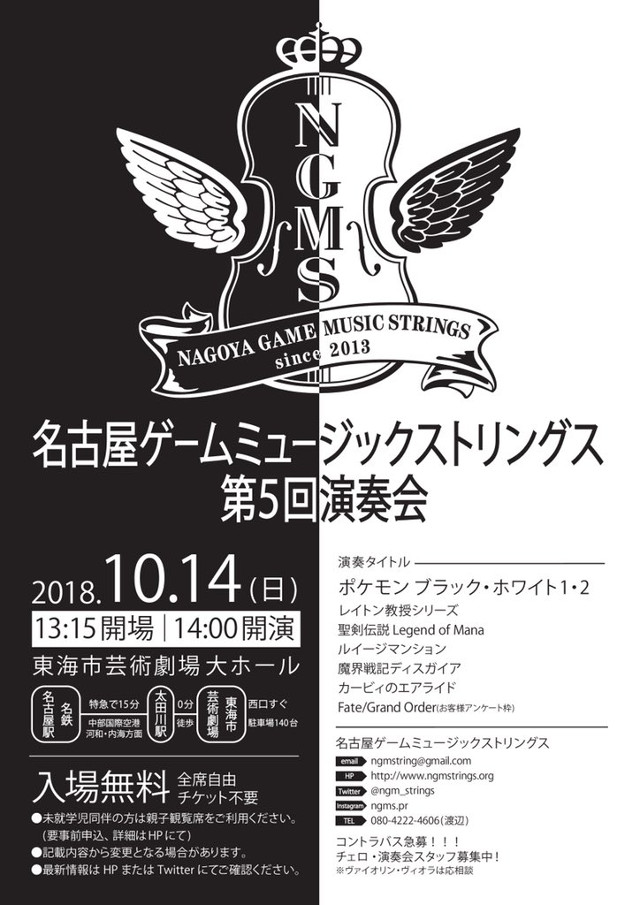 NGMS
NAGOYA GAME MUSIC STRINGS
since 2013
名古屋ゲームミュージックストリングス
第5回演奏会
2018.10.14(日)
13:15開場|14:00開演
東海市芸術劇場 大ホール
名鉄名古屋駅
特急で15分
中部国際空港
河和・内海方面
太田川駅
0分
徒歩
東海市芸術劇場
西口すぐ
駐車場140台
入場無料
全席自由
チケット不要
●未就学児同伴の方は親子観覧席をご利用ください。
(要事前申込、詳細はHPにて)
●記載内容から変更となる場合があります。
●最新情報は HP または Twitter にてご確認ください。
演奏タイトル
ポケモン ブラック・ホワイト1・2
レイトン教授シリーズ
聖剣伝説 Legend of Mana
ルイージマンション
魔界戦記ディスガイア
カービィのエアライド
Fate/Grand Order(お客様アンケート枠)
名古屋ゲームミュージックストリングス
email ngmstring@gmail.com
HP http://www.ngmstrings.org
Twitter @ngm_strings
Instagram ngms.pr
TEL 080-4222-4606(渡辺)
コントラバス急募！！！
チェロ・演奏会スタッフ募集中！
※ヴァイオリン・ヴィオラは応相談